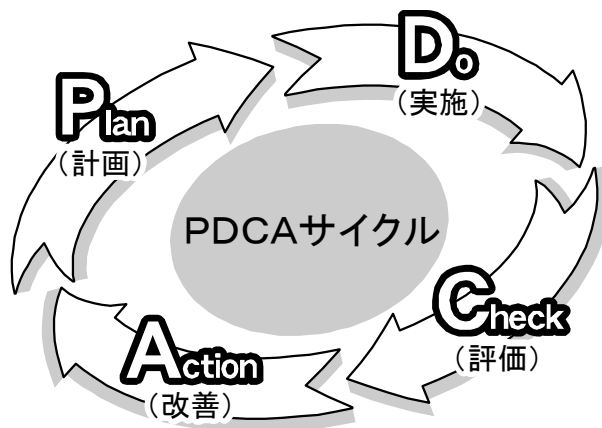 Plan
（計画）
Do
（実施）
PDCAサイクル
Check
（評価）
Action
（改善）